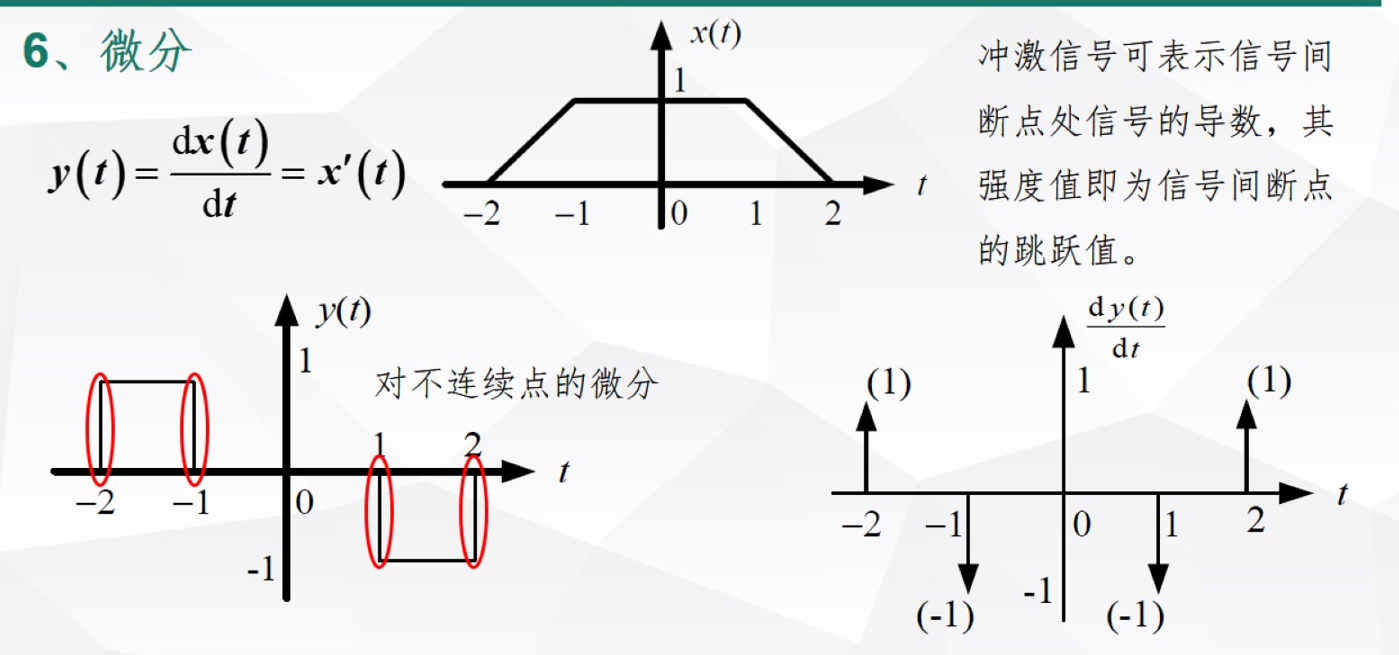 6、微分
y(t) = dx(t)/dt = x′(t)
x(t)
1
t
−2 −1 0 1 2
冲激信号可表示信号间
断点处信号的导数，其
强度值即为信号间断点
的跳跃值。
y(t)
1
对不连续点的微分
1 2
t
−2 −1 0
-1
dy(t)/dt
(1) 1 (1)
t
−2 −1 0 1 2
-1
(-1) (-1)